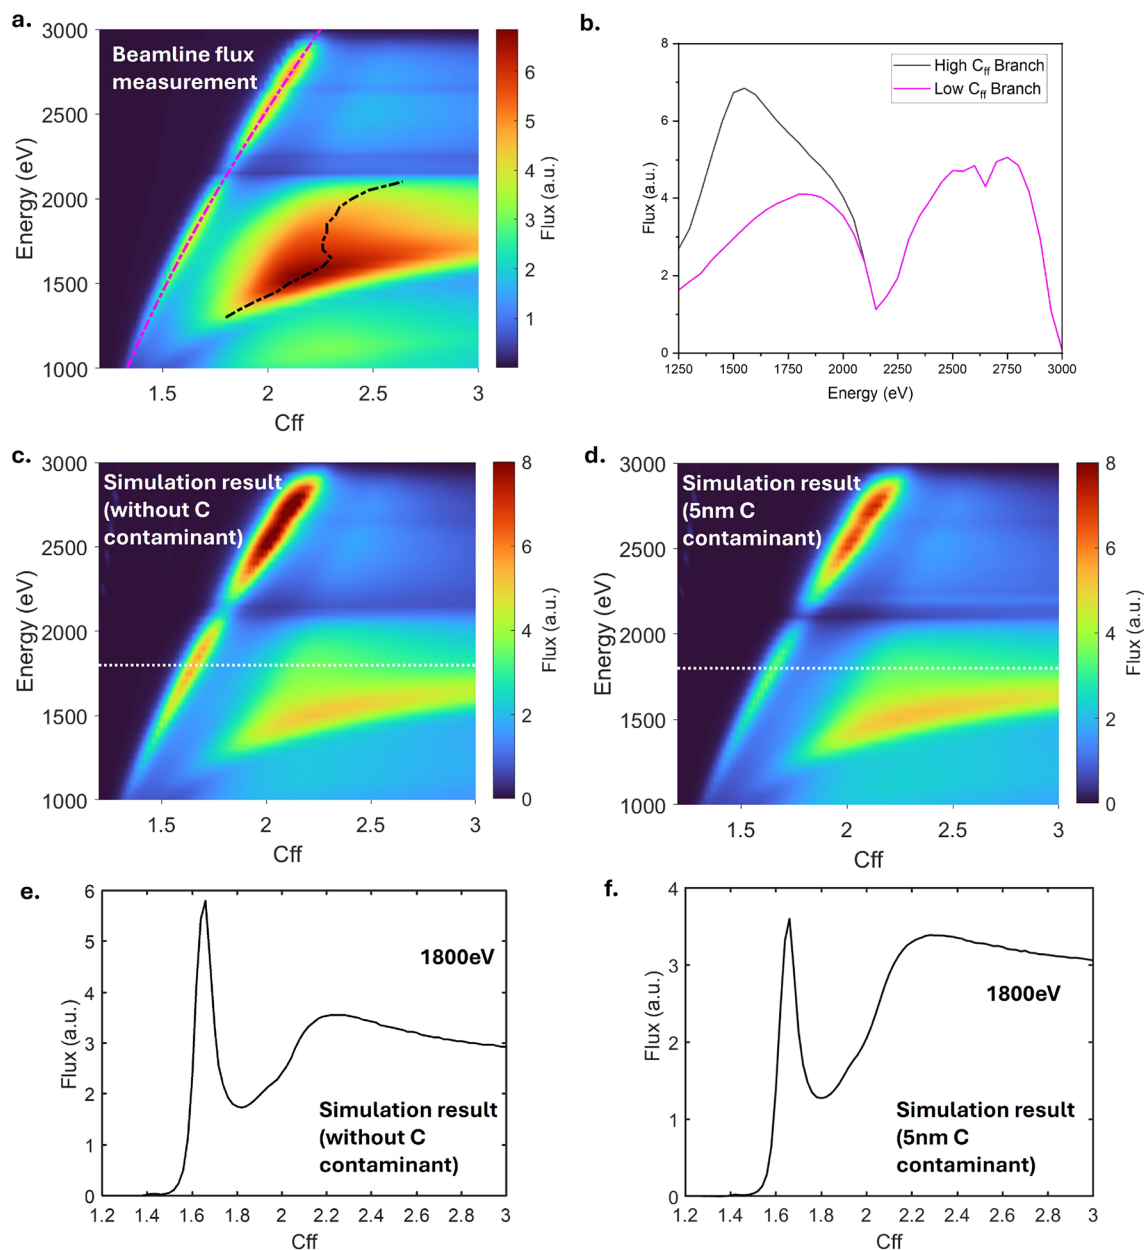 a.
Beamline flux
measurement
3000
2500
2000
1500
1000
Energy (eV)
1.5
2
2.5
3
Cff
6
5
4
3
2
1
Flux (a.u.)
b.
High Cff Branch
Low Cff Branch
8
6
4
2
0
Flux (a.u.)
1250
1500
1750
2000
2250
2500
2750
3000
Energy (eV)
c.
Simulation result
(without C
contaminant)
3000
2500
2000
1500
1000
Energy (eV)
1.5
2
2.5
3
Cff
8
6
4
2
0
Flux (a.u.)
d.
Simulation result
(5nm C
contaminant)
3000
2500
2000
1500
1000
Energy (eV)
1.5
2
2.5
3
Cff
8
6
4
2
0
Flux (a.u.)
e.
6
5
4
3
2
1
0
Flux (a.u.)
1800eV
Simulation result
(without C
contaminant)
1.2
1.4
1.6
1.8
2
2.2
2.4
2.6
2.8
3
Cff
f.
4
3
2
1
0
Flux (a.u.)
1800eV
Simulation result
(5nm C
contaminant)
1.2
1.4
1.6
1.8
2
2.2
2.4
2.6
2.8
3
Cff